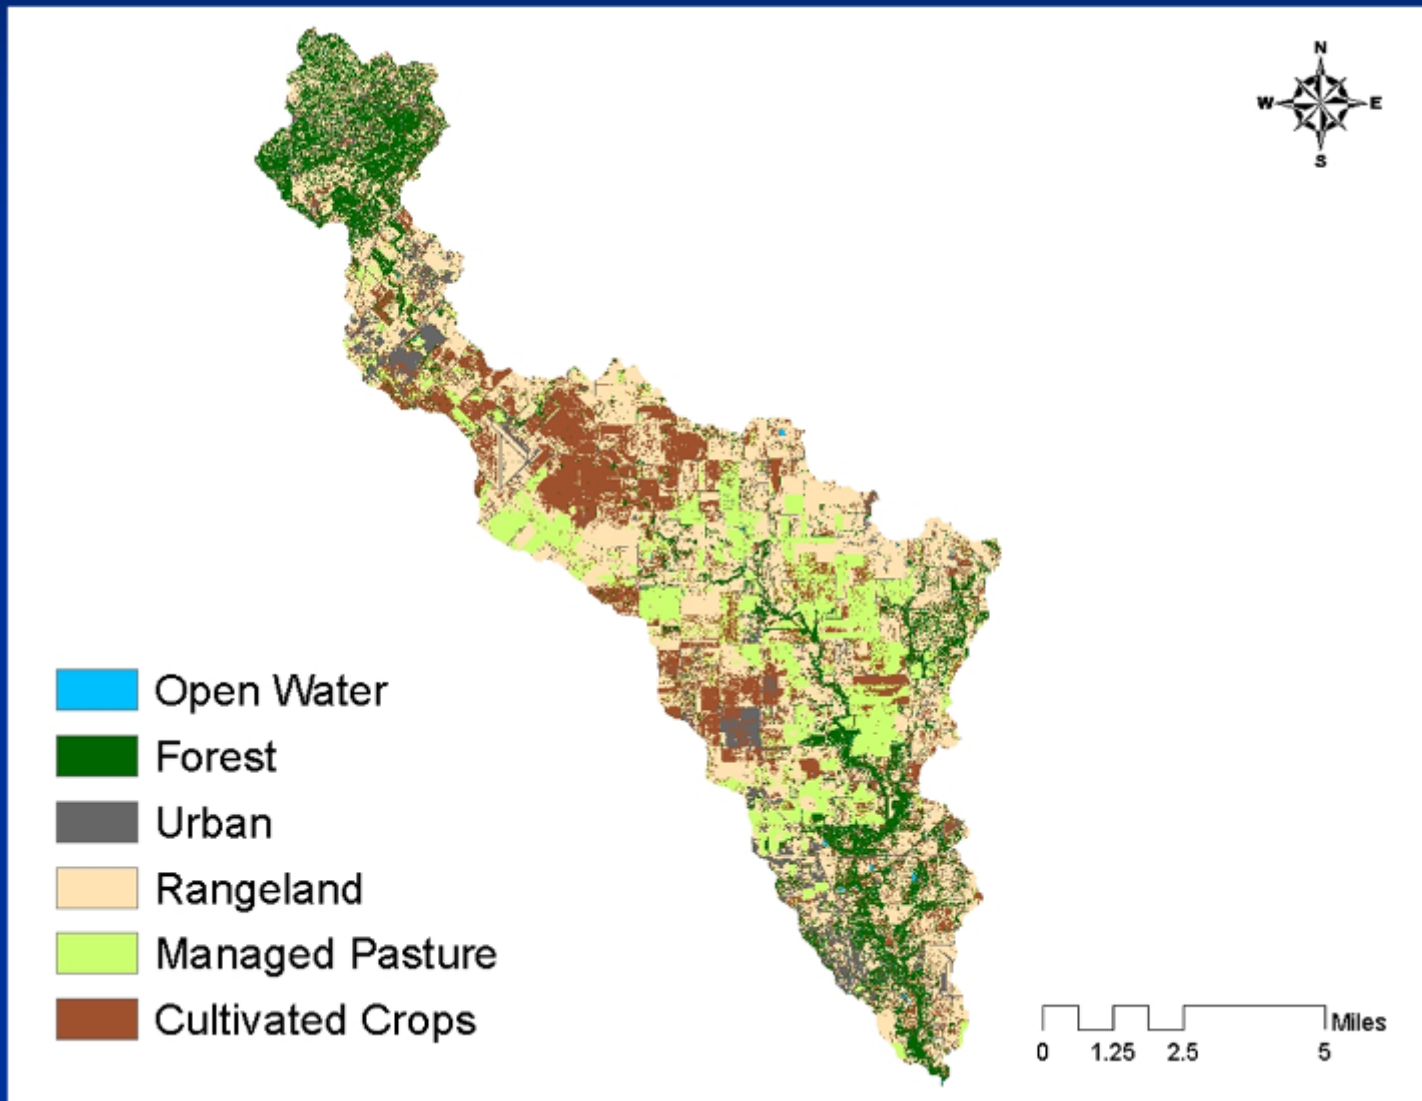 N
W E
S
Open Water
Forest
Urban
Rangeland
Managed Pasture
Cultivated Crops
Miles
0 1.25 2.5 5